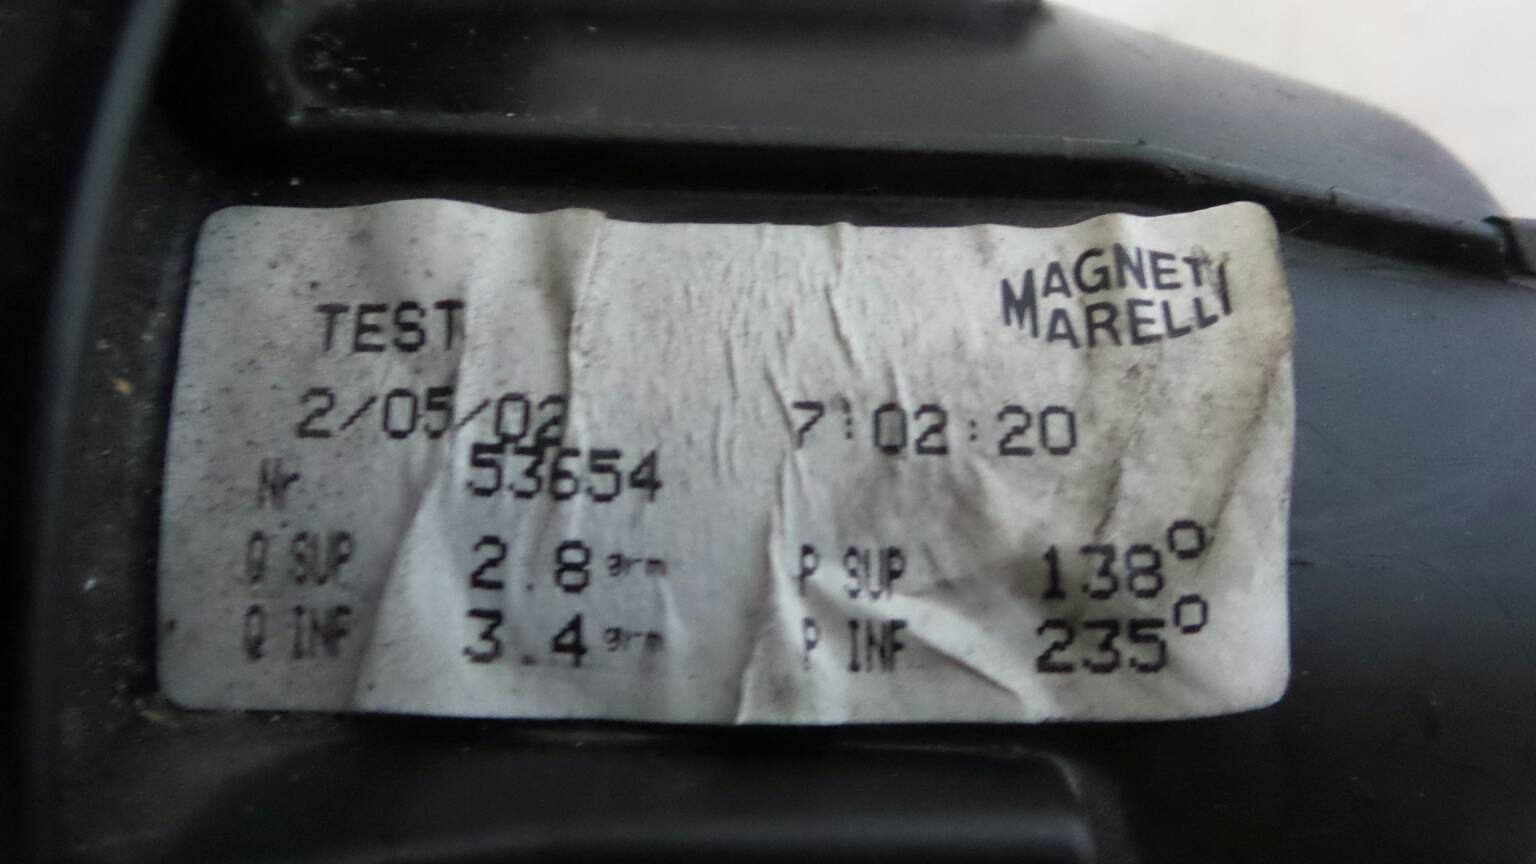 MAGNETI
MARELLI
TEST
2/05/02 7:02:20
Nr 53654
Q SUP 2.8 grm P SUP 138°
Q INF 3.4 grm P INF 235°